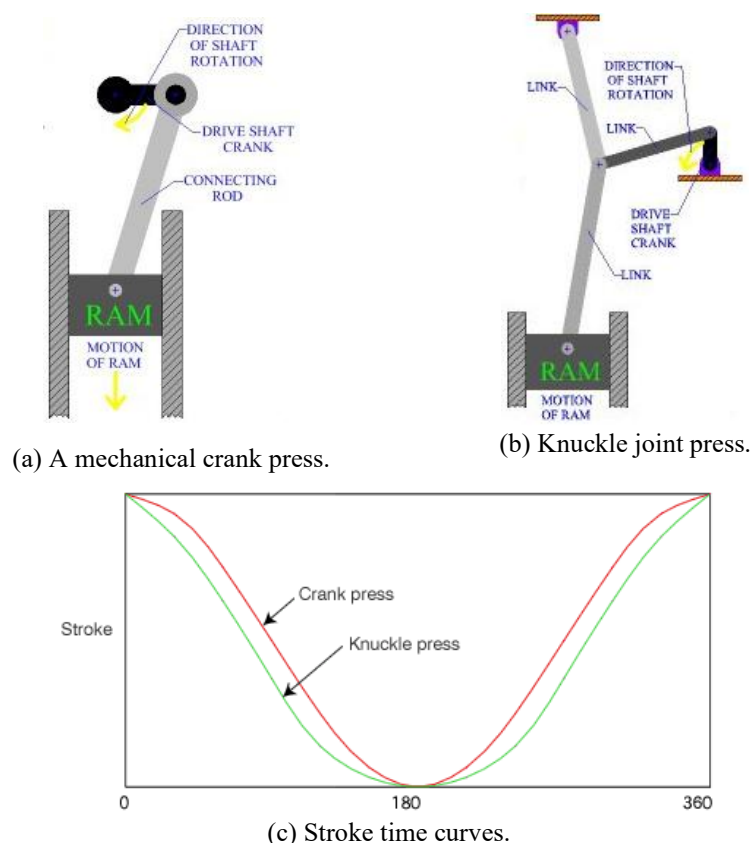 DIRECTION
OF SHAFT
ROTATION
DRIVE SHAFT
CRANK
CONNECTING
ROD
RAM
MOTION
OF RAM
(a) A mechanical crank press.
LINK
DIRECTION
OF SHAFT
ROTATION
LINK
DRIVE
SHAFT
CRANK
LINK
RAM
MOTION
OF RAM
(b) Knuckle joint press.
Crank press
Stroke
Knuckle press
0
180
360
(c) Stroke time curves.